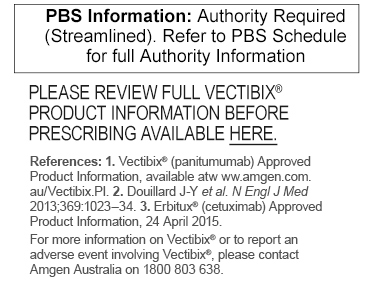 PBS Information: Authority Required
(Streamlined). Refer to PBS Schedule
for full Authority Information
PLEASE REVIEW FULL VECTIBIX®
PRODUCT INFORMATION BEFORE
PRESCRIBING AVAILABLE HERE.
References: 1. Vectibix® (panitumumab) Approved
Product Information, available atw ww.amgen.com.
au/Vectibix.PI. 2. Douillard J-Y et al. N Engl J Med
2013;369:1023–34. 3. Erbitux® (cetuximab) Approved
Product Information, 24 April 2015.
For more information on Vectibix® or to report an
adverse event involving Vectibix®, please contact
Amgen Australia on 1800 803 638.